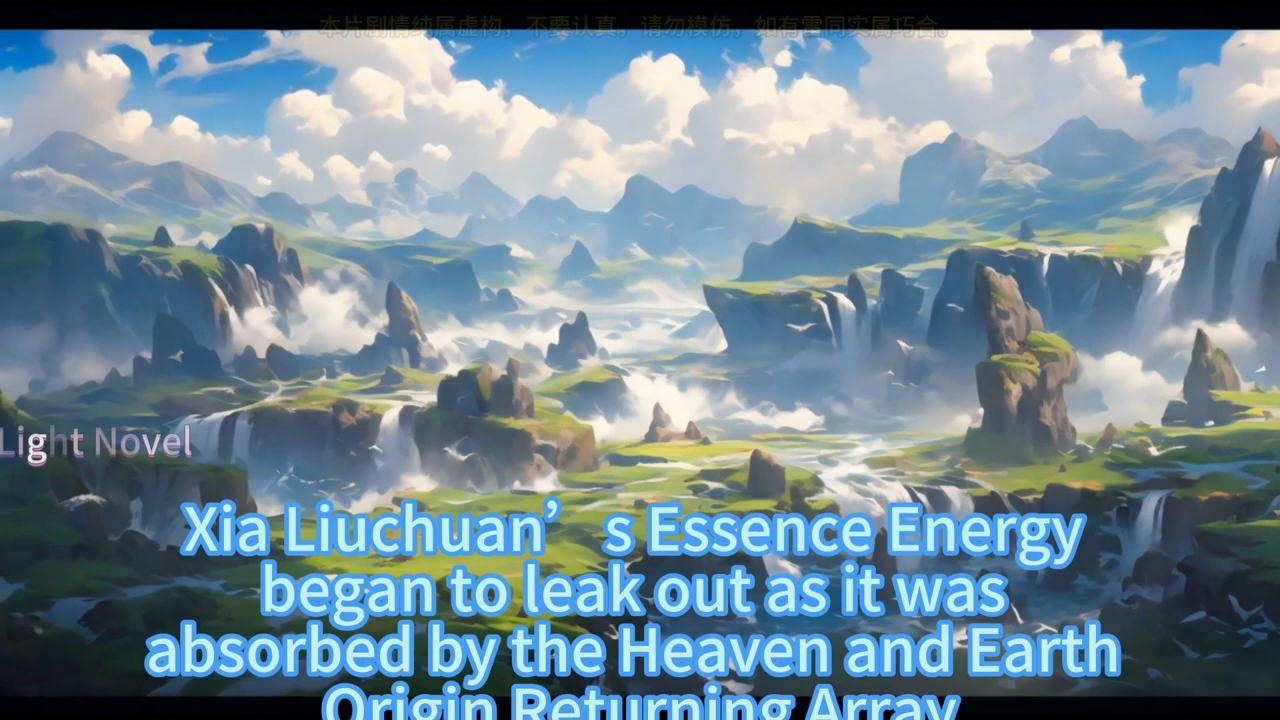 本片剧情纯属虚构，不要认真，请勿模仿，如有雷同实属巧合。
Light Novel
Xia Liuchuan’s Essence Energy
began to leak out as it was
absorbed by the Heaven and Earth
Origin Returning Array